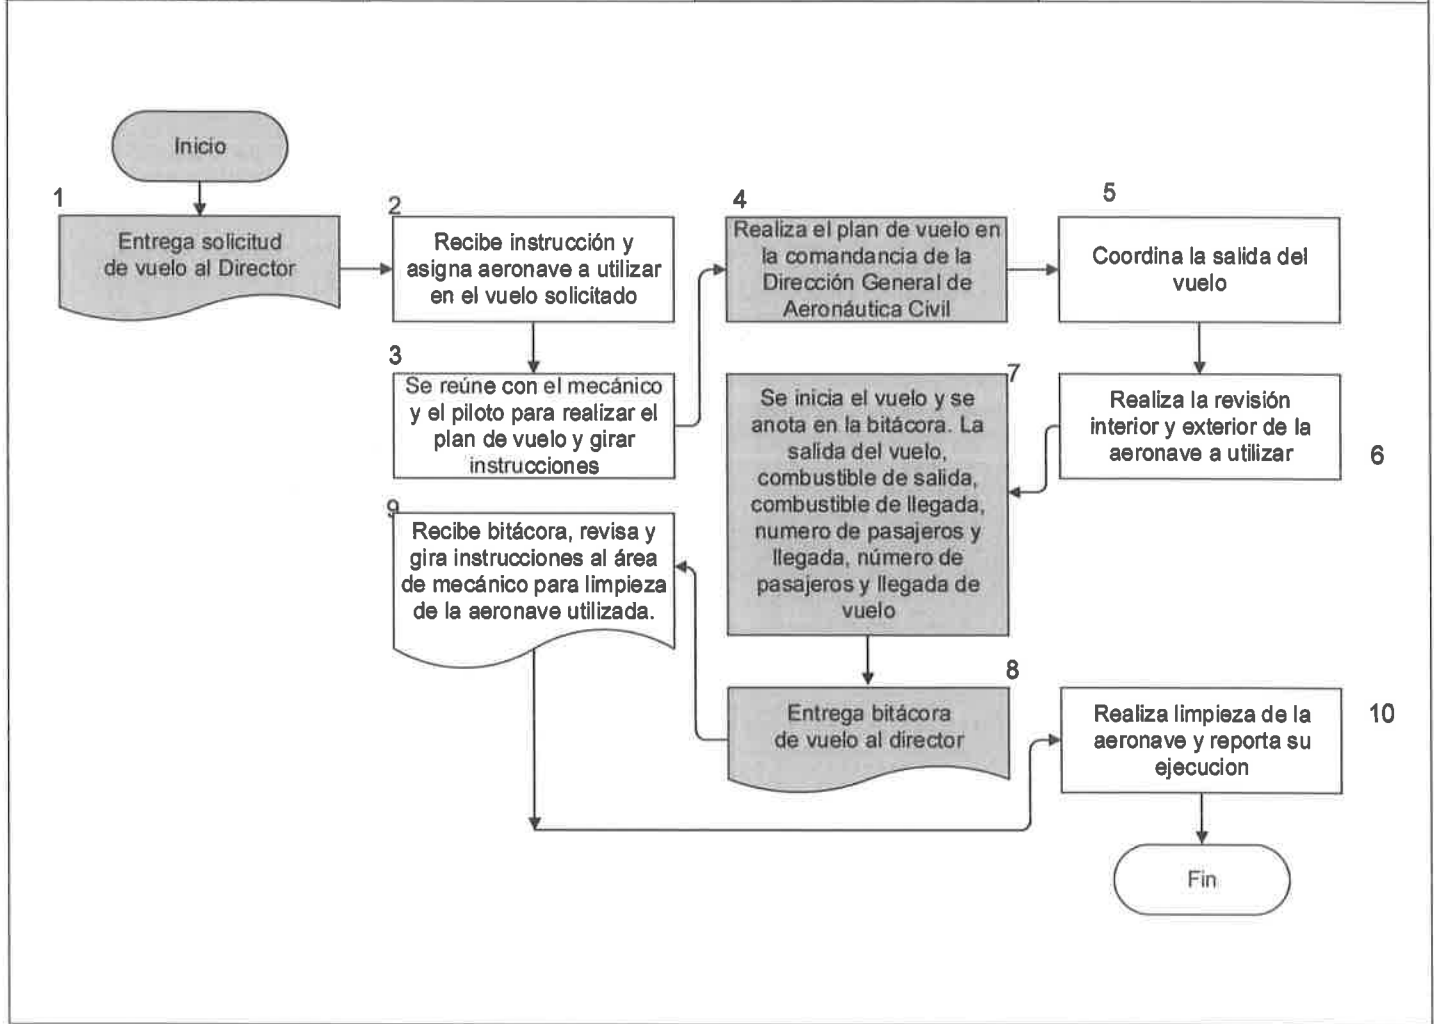 Inicio
1
Entrega solicitud
de vuelo al Director
2
Recibe instrucción y
asigna aeronave a utilizar
en el vuelo solicitado
3
Se reúne con el mecánico
y el piloto para realizar el
plan de vuelo y girar
instrucciones
4
Realiza el plan de vuelo en
la comandancia de la
Dirección General de
Aeronáutica Civil
5
Coordina la salida del
vuelo
Realiza la revisión
interior y exterior de la
aeronave a utilizar
6
7
Se inicia el vuelo y se
anota en la bitácora. La
salida del vuelo,
combustible de salida,
combustible de llegada,
numero de pasajeros y
llegada, número de
pasajeros y llegada de
vuelo
8
Entrega bitácora
de vuelo al director
9
Recibe bitácora, revisa y
gira instrucciones al área
de mecánico para limpieza
de la aeronave utilizada.
Realiza limpieza de la
aeronave y reporta su
ejecucion
10
Fin